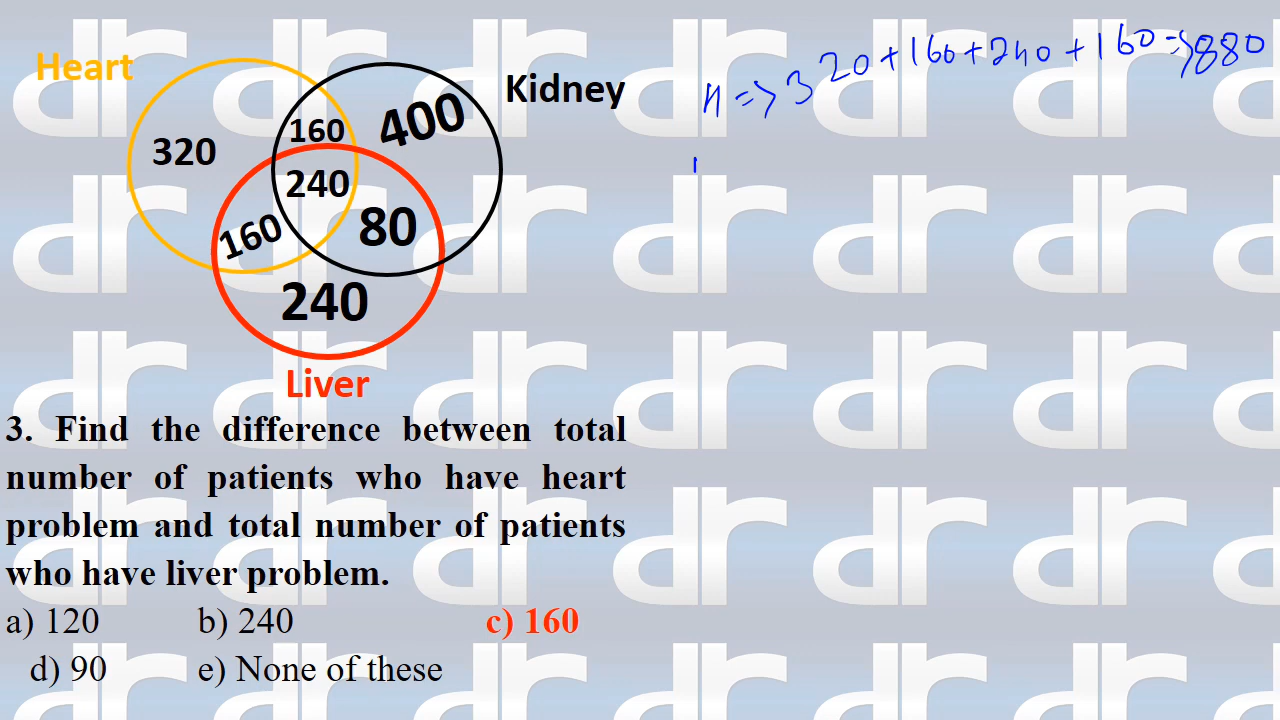 Heart
Kidney
320
160
400
240
160
80
240
Liver
H => 320 + 160 + 240 + 160 => 880
3. Find the difference between total
number of patients who have heart
problem and total number of patients
who have liver problem.
a) 120 b) 240 c) 160
d) 90 e) None of these
dr